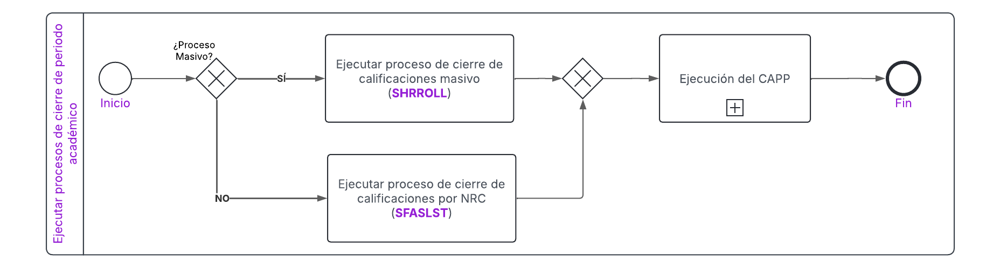 Ejecutar procesos de cierre de periodo
académico
Inicio
¿Proceso
Masivo?
SÍ
NO
Ejecutar proceso de cierre de
calificaciones masivo
(SHRROLL)
Ejecutar proceso de cierre de
calificaciones por NRC
(SFASLST)
Ejecución del CAPP
Fin